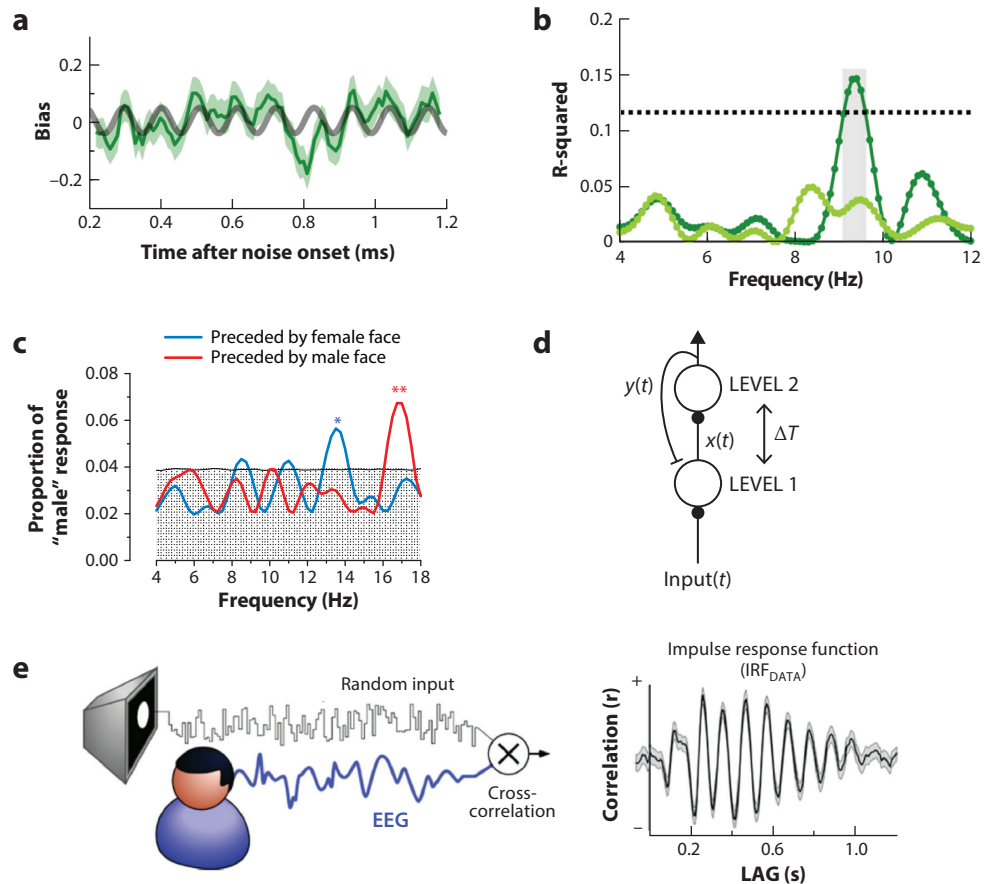 a
0.2
0
−0.2
Bias
0.2 0.4 0.6 0.8 1 1.2
Time after noise onset (ms)
b
0.2
0.15
0.1
0.05
0
R-squared
4 6 8 10 12
Frequency (Hz)
c
Preceded by female face
Preceded by male face
0.08
0.06
0.04
0.02
0.00
Proportion of
“male” response
*
**
4 6 8 10 12 14 16 18
Frequency (Hz)
d
y(t)
LEVEL 2
x(t)
ΔT
LEVEL 1
Input(t)
e
Random input
EEG
Cross-
correlation
Impulse response function
(IRFDATA)
+
−
Correlation (r)
0.2 0.6 1.0
LAG (s)